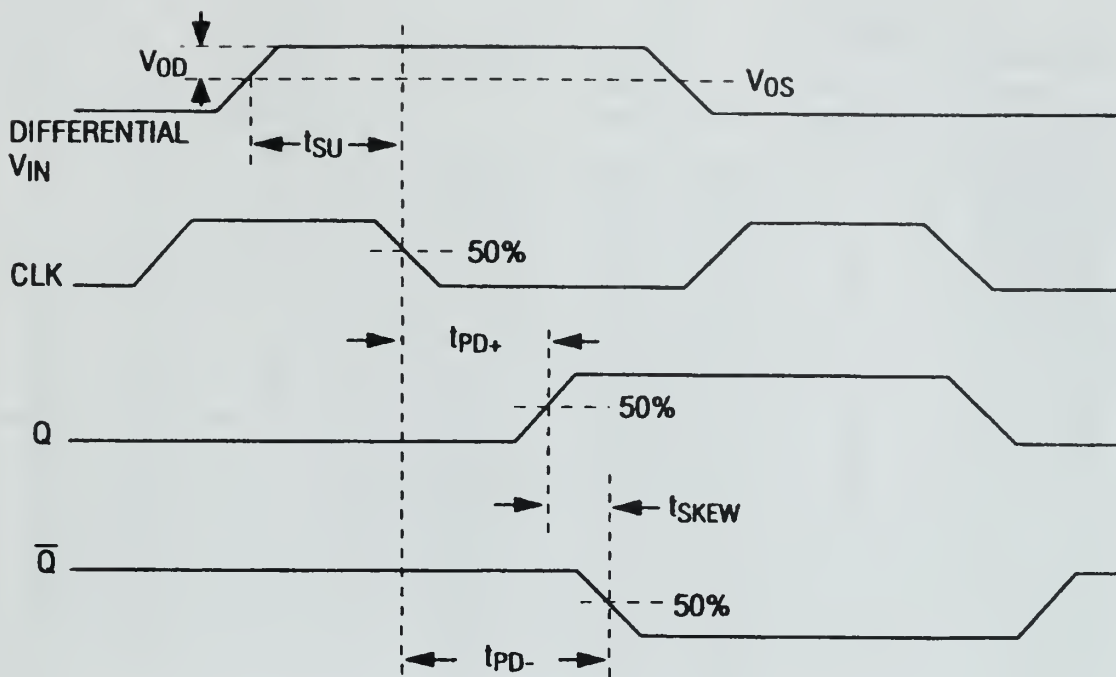 VOD
VOS
DIFFERENTIAL
VIN
tSU
CLK
50%
tPD+
Q
50%
tSKEW
Q̅
50%
tPD-